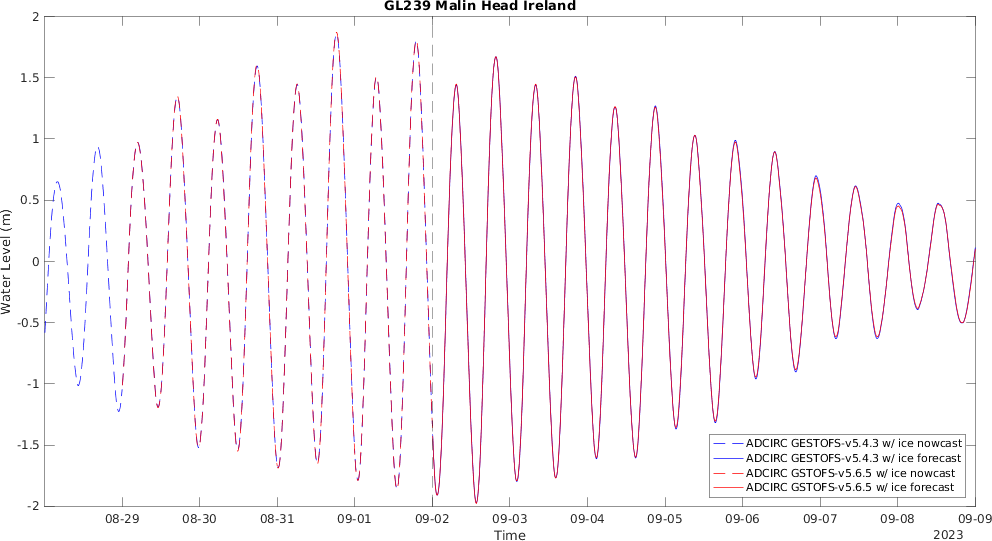 GL239 Malin Head Ireland
2
1.5
1
0.5
0
-0.5
-1
-1.5
-2
Water Level (m)
ADCIRC GESTOFS-v5.4.3 w/ ice nowcast
ADCIRC GESTOFS-v5.4.3 w/ ice forecast
ADCIRC GSTOFS-v5.6.5 w/ ice nowcast
ADCIRC GSTOFS-v5.6.5 w/ ice forecast
08-29 08-30 08-31 09-01 09-02 09-03 09-04 09-05 09-06 09-07 09-08 09-09
Time
2023